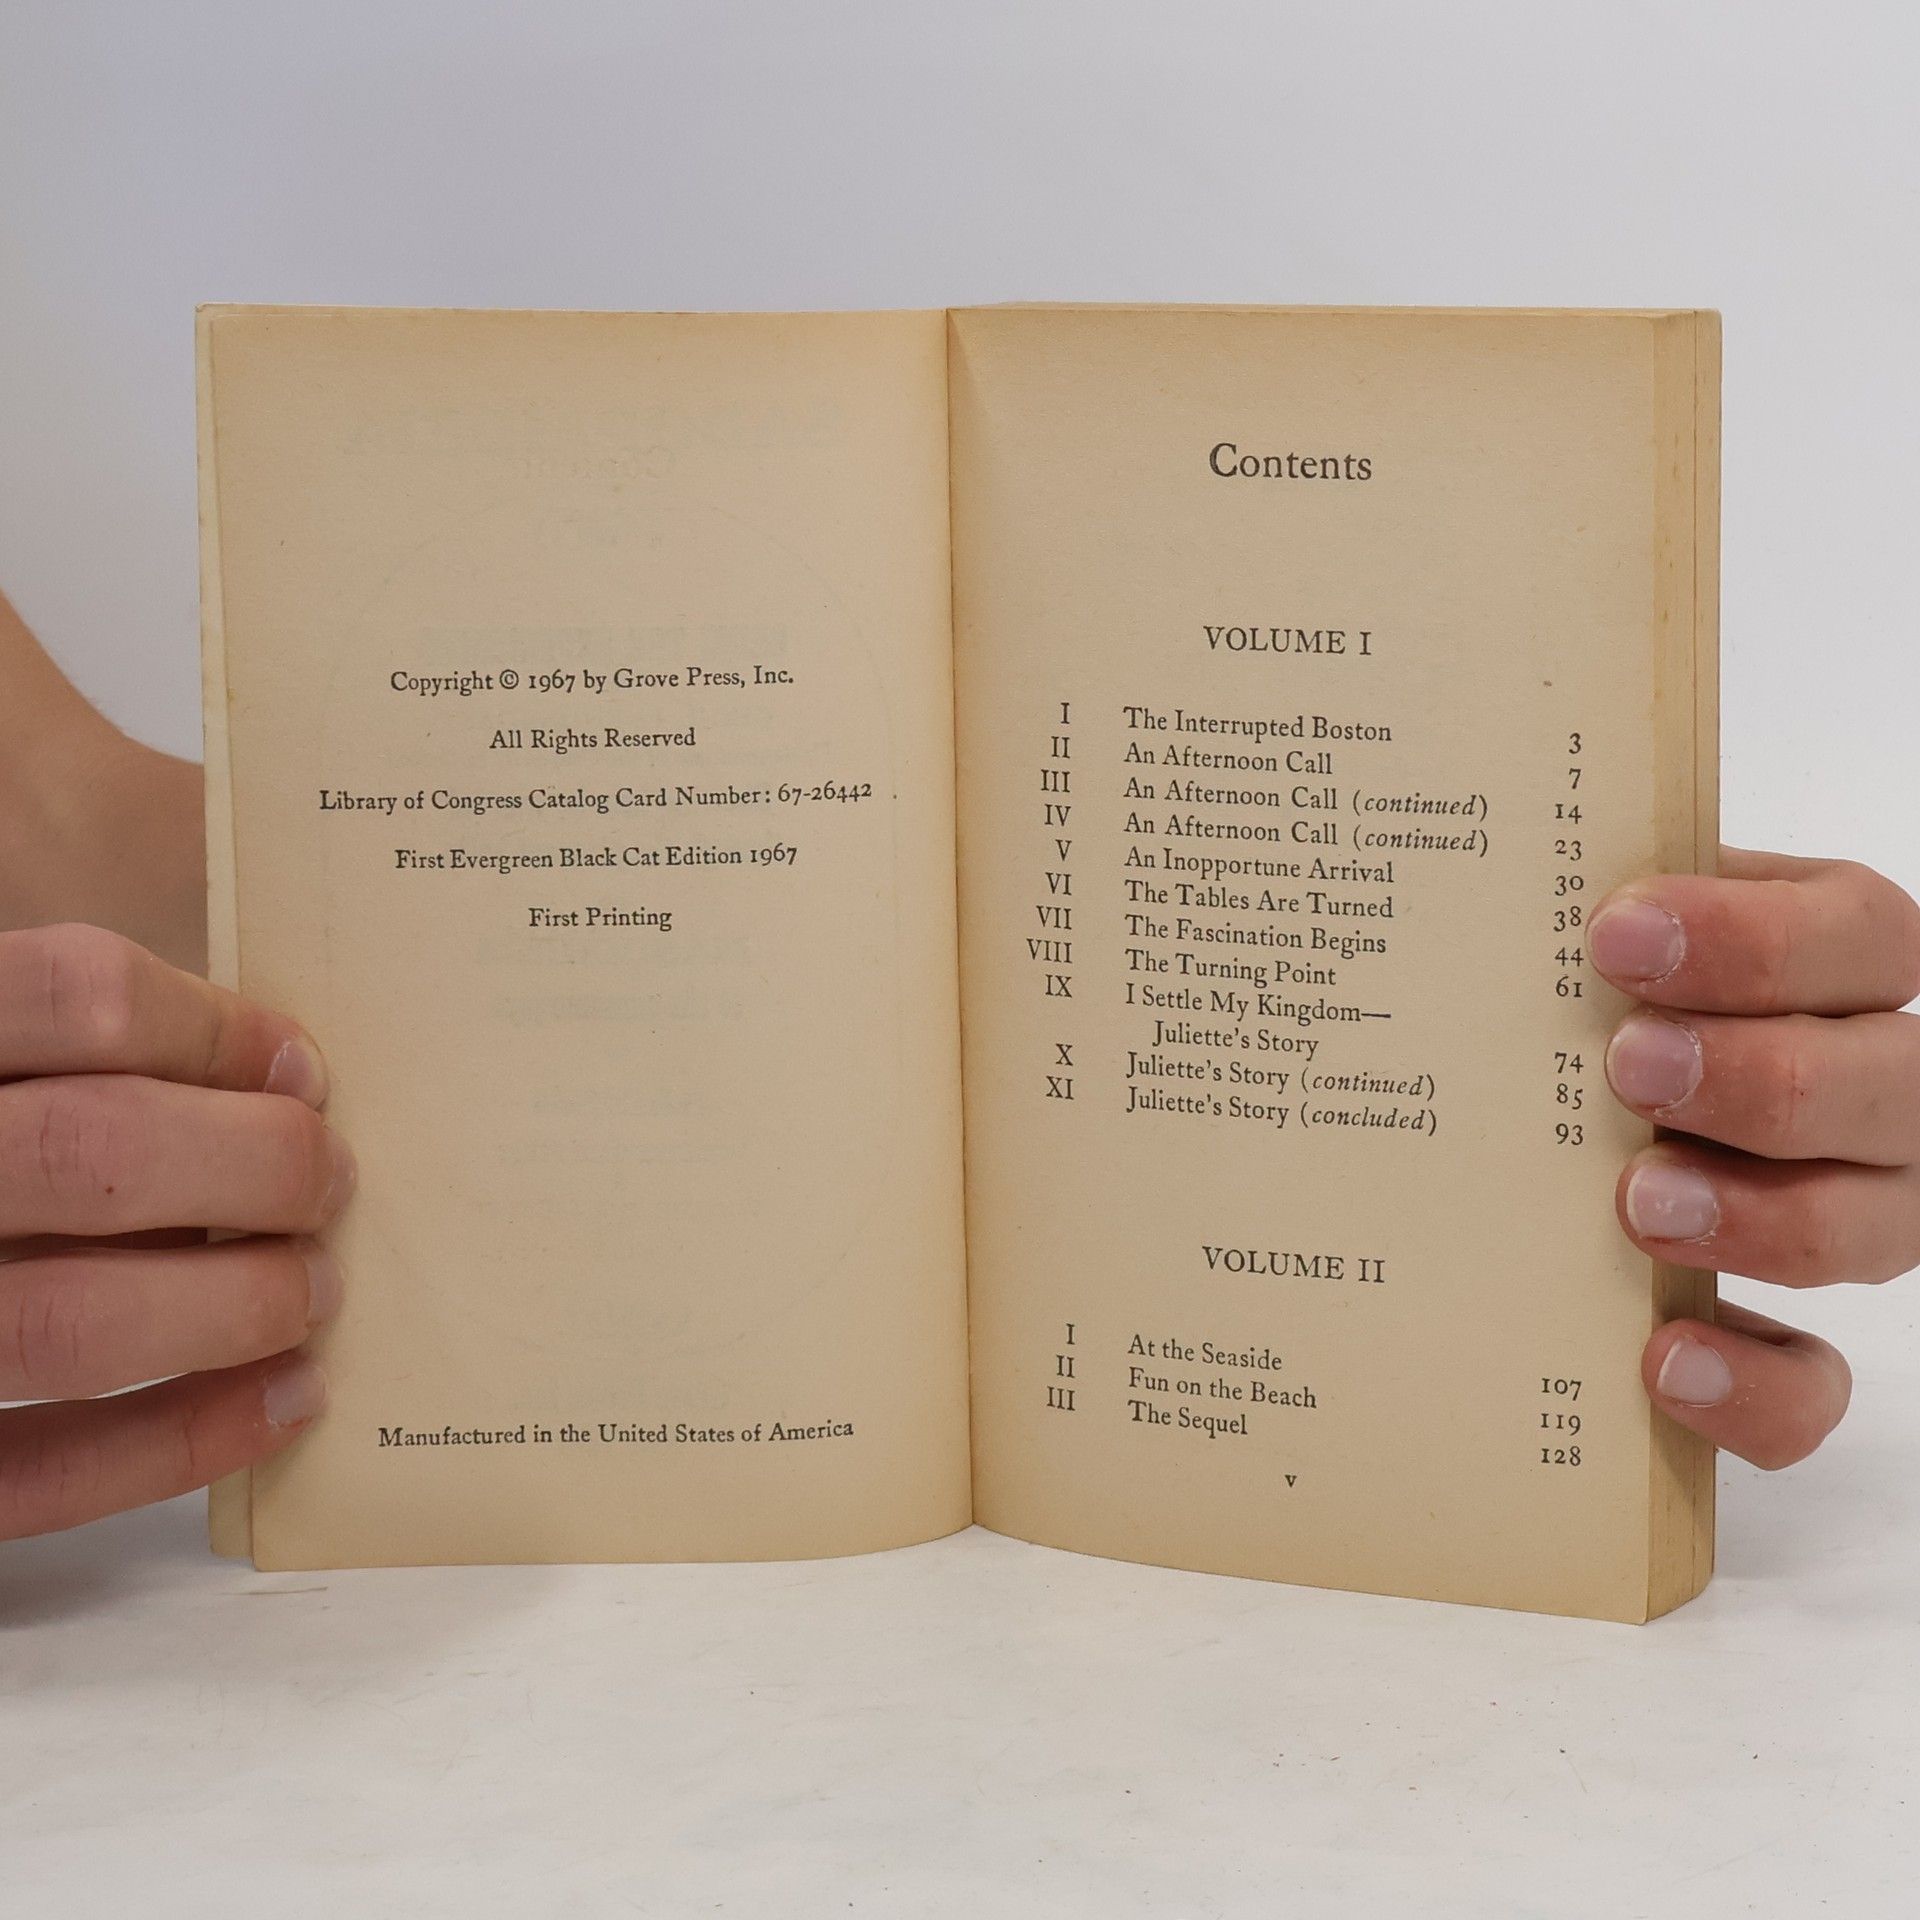 Copyright © 1967 by Grove Press, Inc.
All Rights Reserved
Library of Congress Catalog Card Number: 67-26442
First Evergreen Black Cat Edition 1967
First Printing
Manufactured in the United States of America
Contents
VOLUME I
I The Interrupted Boston 3
II An Afternoon Call 7
III An Afternoon Call (continued) 14
IV An Afternoon Call (continued) 23
V An Inopportune Arrival 30
VI The Tables Are Turned 38
VII The Fascination Begins 44
VIII The Turning Point 61
IX I Settle My Kingdom—
Juliette's Story 74
X Juliette's Story (continued) 85
XI Juliette's Story (concluded) 93
VOLUME II
I At the Seaside 107
II Fun on the Beach 119
III The Sequel 128
v